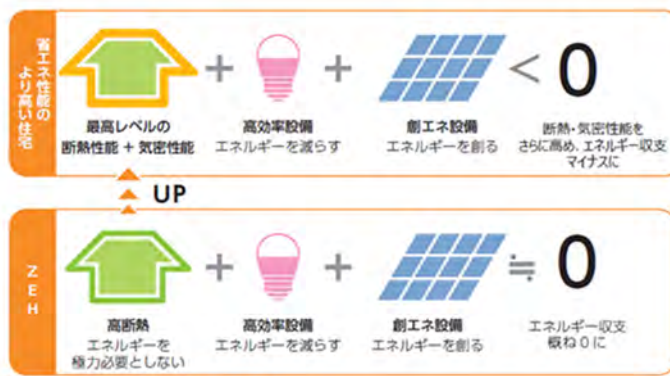 省エネ性能の
より高い住宅
+ + < 0
最高レベルの
断熱性能 + 気密性能
高効率設備
エネルギーを減らす
創エネ設備
エネルギーを創る
断熱・気密性能を
さらに高め、エネルギー収支
マイナスに
UP
ZEH
+ + ≒ 0
高断熱
エネルギーを
極力必要としない
高効率設備
エネルギーを減らす
創エネ設備
エネルギーを創る
エネルギー収支
概ね0に